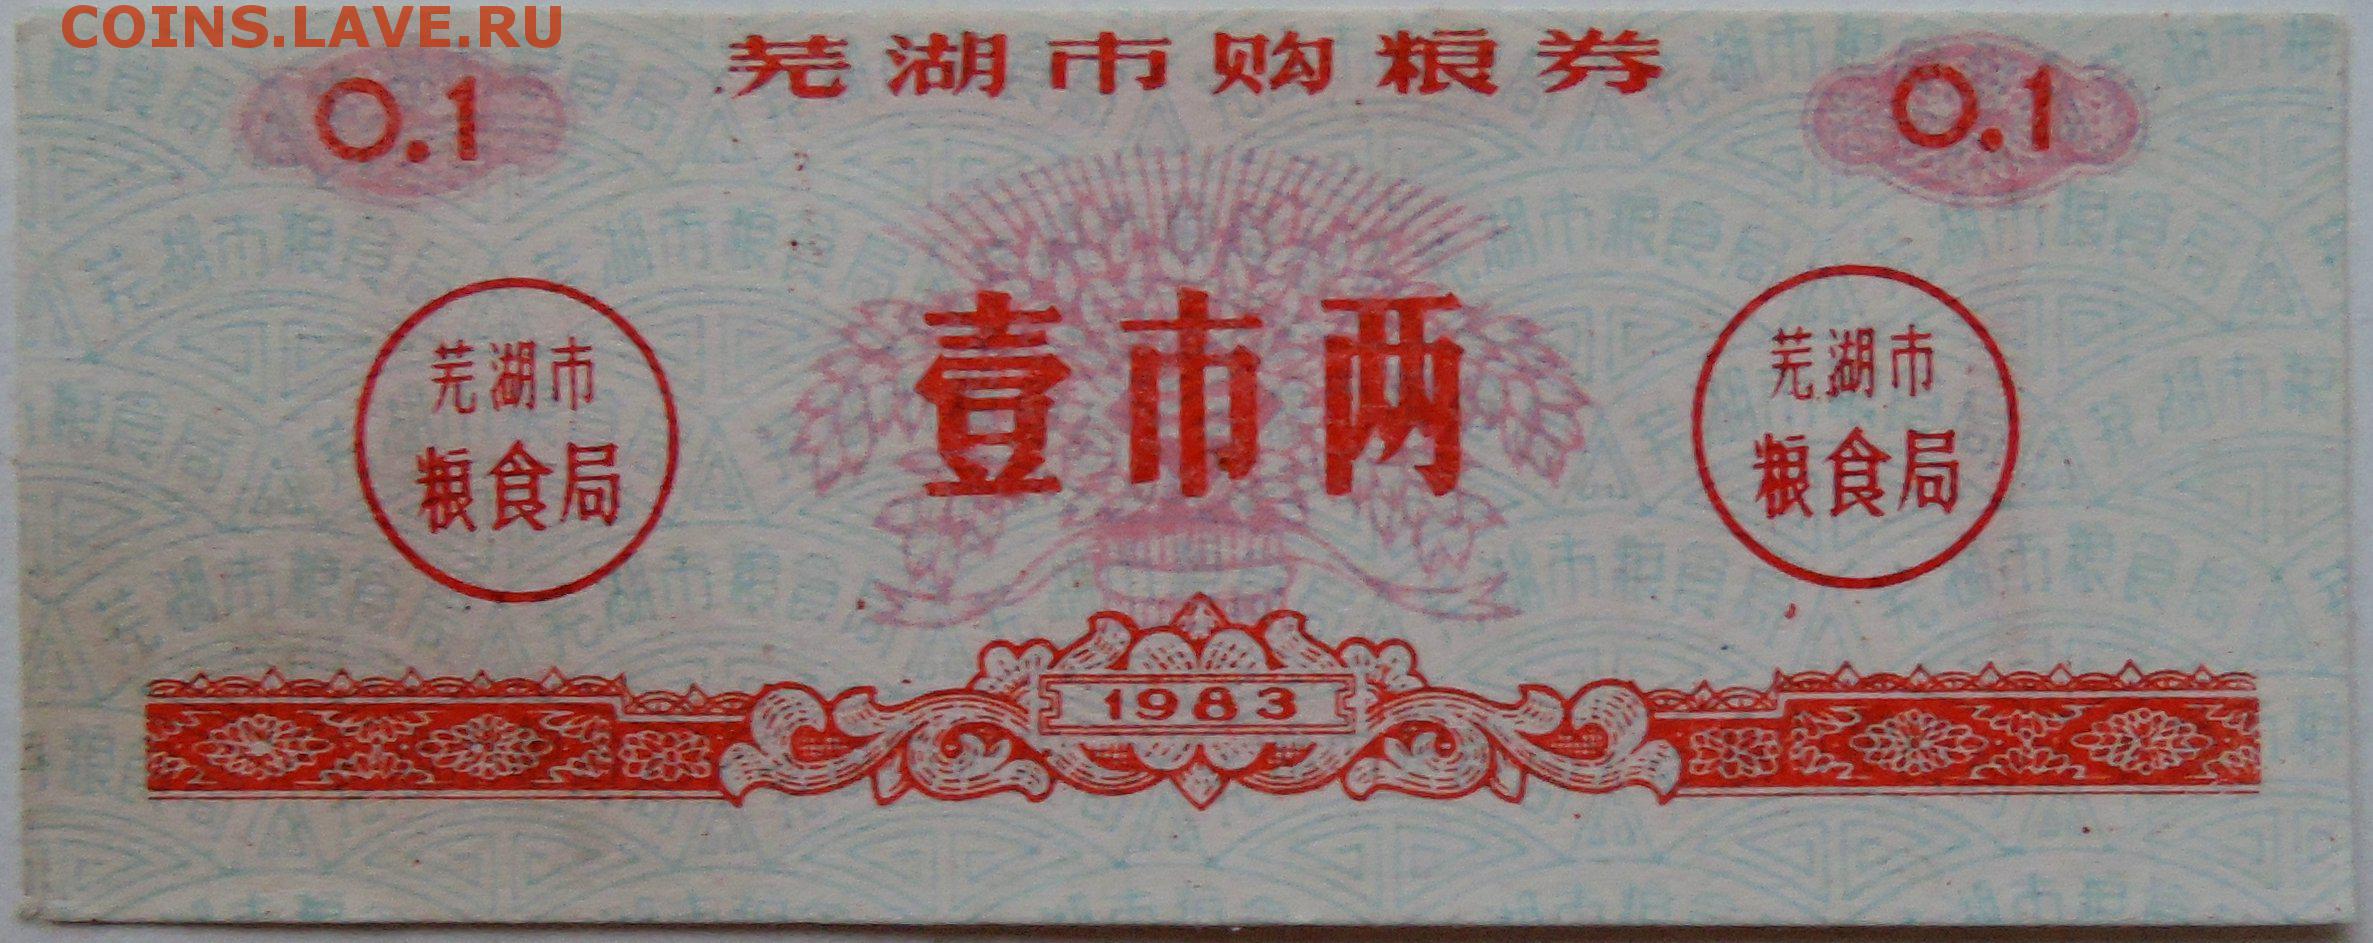 COINS.LAVE.RU
芜湖市购粮券
0.1
0.1
壹市两
芜湖市
粮食局
芜湖市
粮食局
1983